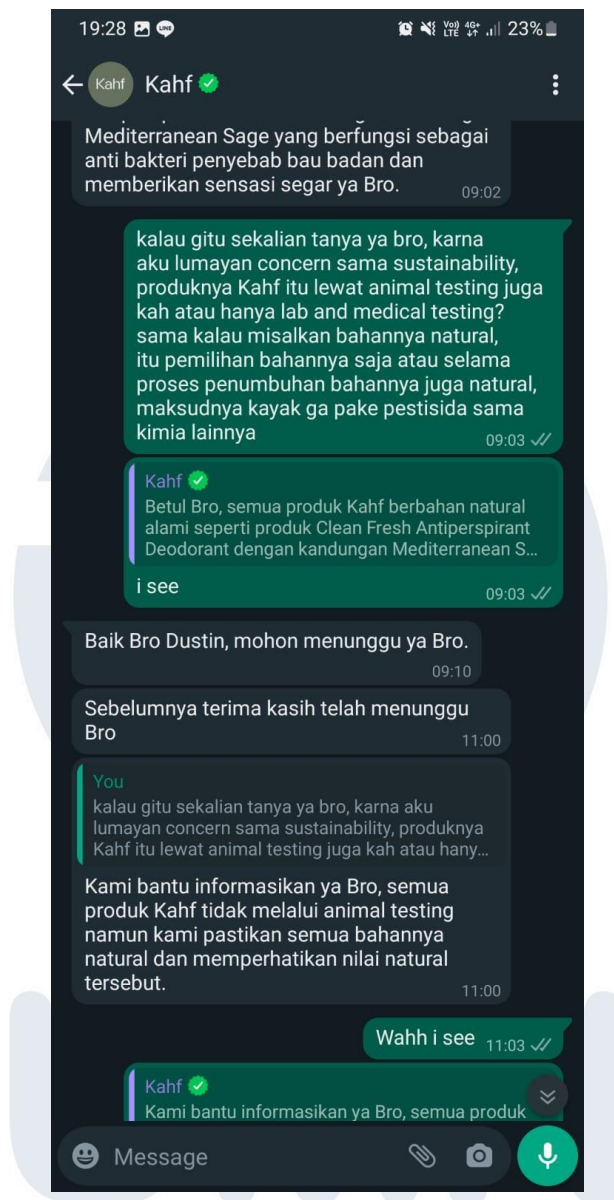 19:28
Voi) 4G+
LTE
23%
Kahf
Kahf
Mediterranean Sage yang berfungsi sebagai
anti bakteri penyebab bau badan dan
memberikan sensasi segar ya Bro.
09:02
kalau gitu sekalian tanya ya bro, karna
aku lumayan concern sama sustainability,
produknya Kahf itu lewat animal testing juga
kah atau hanya lab and medical testing?
sama kalau misalkan bahannya natural,
itu pemilihan bahannya saja atau selama
proses penumbuhan bahannya juga natural,
maksudnya kayak ga pake pestisida sama
kimia lainnya
09:03
Kahf
Betul Bro, semua produk Kahf berbahan natural
alami seperti produk Clean Fresh Antiperspirant
Deodorant dengan kandungan Mediterranean S...
i see
09:03
Baik Bro Dustin, mohon menunggu ya Bro.
09:10
Sebelumnya terima kasih telah menunggu
Bro
11:00
You
kalau gitu sekalian tanya ya bro, karna aku
lumayan concern sama sustainability, produknya
Kahf itu lewat animal testing juga kah atau hany...
Kami bantu informasikan ya Bro, semua
produk Kahf tidak melalui animal testing
namun kami pastikan semua bahannya
natural dan memperhatikan nilai natural
tersebut.
11:00
Wahh i see
11:03
Kahf
Kami bantu informasikan ya Bro, semua produk
Message